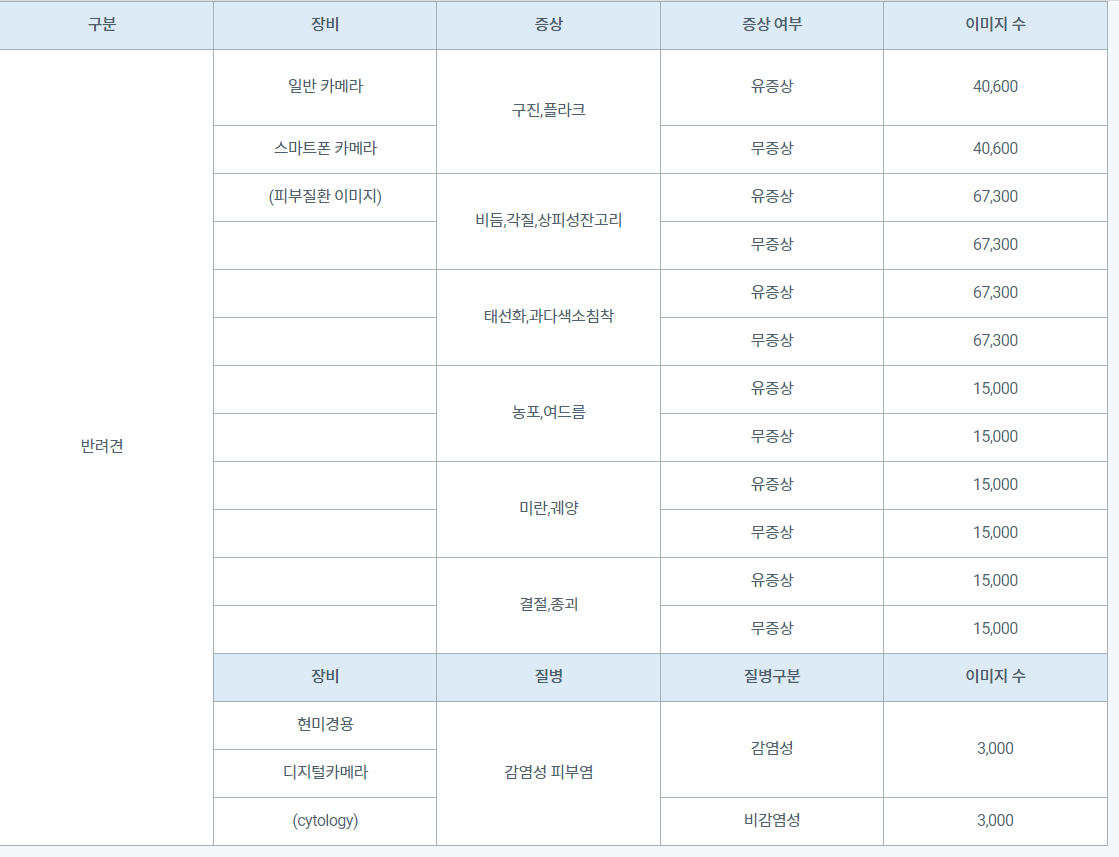 구분 장비 증상 증상 여부 이미지 수
반려견
일반 카메라 구진,플라크 유증상 40,600
스마트폰 카메라 무증상 40,600
(피부질환 이미지) 비듬,각질,상피성잔고리 유증상 67,300
무증상 67,300
태선화,과다색소침착 유증상 67,300
무증상 67,300
농포,여드름 유증상 15,000
무증상 15,000
미란,궤양 유증상 15,000
무증상 15,000
결절,종괴 유증상 15,000
무증상 15,000
장비 질병 질병구분 이미지 수
현미경용 감염성 피부염 감염성 3,000
디지털카메라
(cytology) 비감염성 3,000